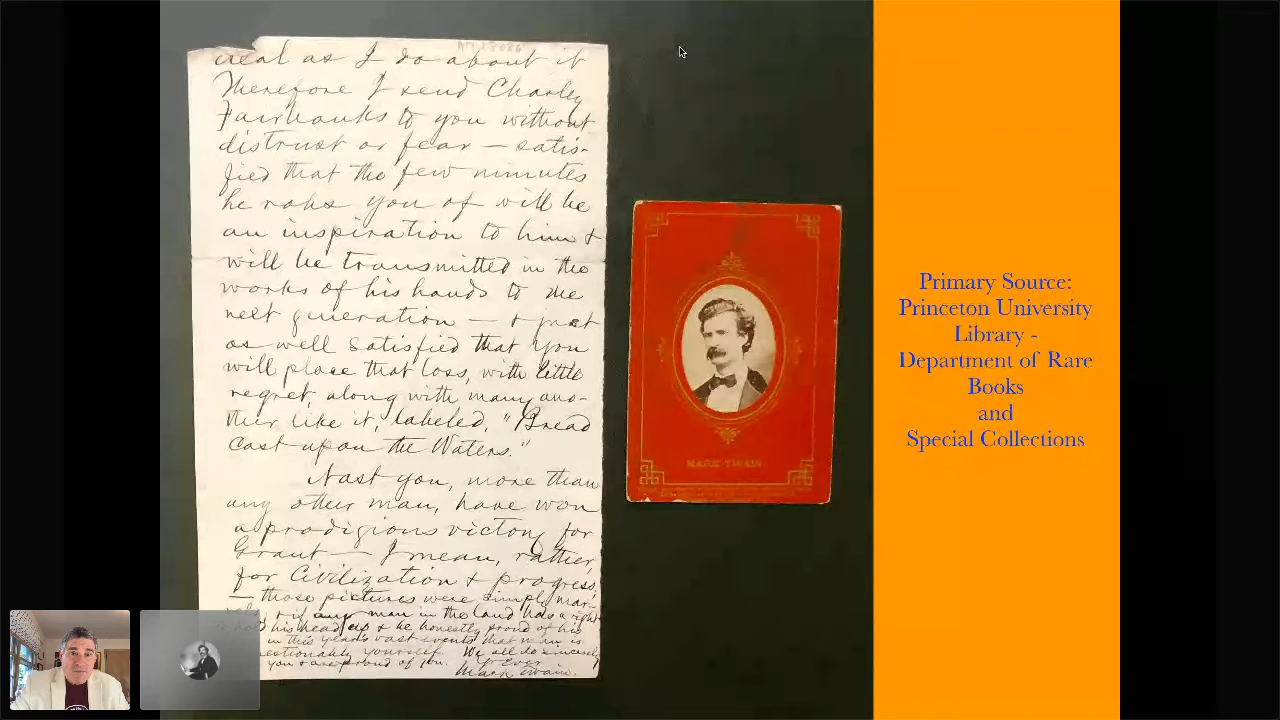 real as I do about it
Therefore I send Charley
Fairbanks to you without
distrust or fear — satis-
fied that the few minutes
he robs you of will be
an inspiration to him &
will be transmitted in the
works of his hands to the
next generation — & just
as well satisfied that you
will place that loss, with little
regret, along with many ano-
ther like it, labeled, "Bread
cast upon the Waters."
Nast you, more than
any other man, have won
a prodigious victory for
Grant — I mean, rather,
for Civilization & progress.
— those pictures were simply mar-
& if any man in the land has a right
his head up & be honestly proud of his
in this year's vast events that man is
yourself. We all do sincerely
you & are proud of you. Yr Ever
Mark Twain.
MARK TWAIN
Primary Source:
Princeton University
Library -
Department of Rare
Books
and
Special Collections